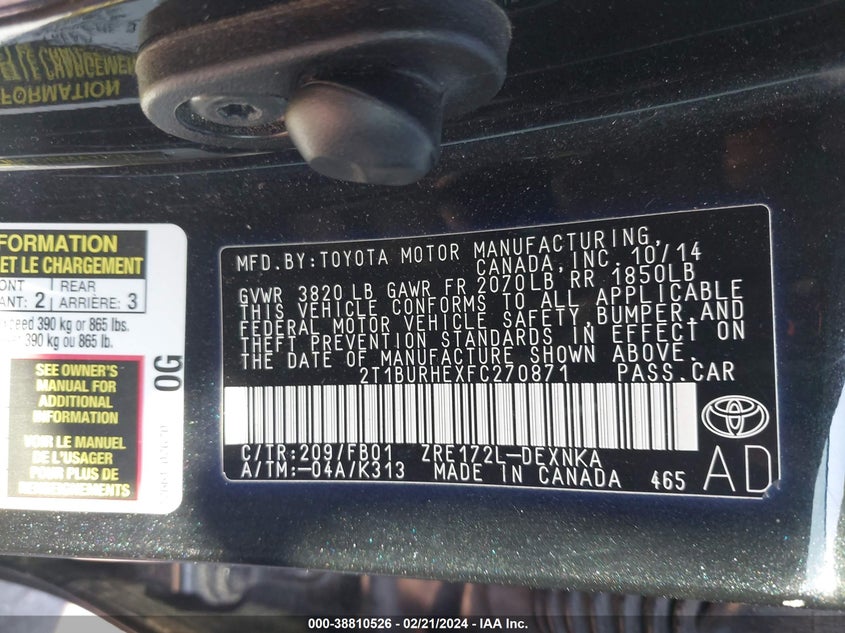 LE CHARGEMEN
FORMATION
FORMATION
ET LE CHARGEMENT
ONT REAR
ANT: 2 ARRIÈRE: 3
xceed 390 kg or 865 lbs.
r 390 kg ou 865 lb.
SEE OWNER'S
MANUAL FOR
ADDITIONAL
INFORMATION
VOIR LE MANUEL
DE L'USAGER
POUR PLUS DE
RENSEIGNEMENTS
0G
MFD.BY:TOYOTA MOTOR MANUFACTURING,
CANADA,INC. 10/14
GVWR 3820 LB GAWR FR 2070LB RR 1850LB
THIS VEHICLE CONFORMS TO ALL APPLICABLE
FEDERAL MOTOR VEHICLE SAFETY,BUMPER,AND
THEFT PREVENTION STANDARDS IN EFFECT ON
THE DATE OF MANUFACTURE SHOWN ABOVE.
2T1BURHEXFC270871 PASS.CAR
C/TR:209/FB01 ZRE172L-DEXNKA
A/TM:-04A/K313 MADE IN CANADA 465
AD
000-38810526 - 02/21/2024 - IAA Inc.